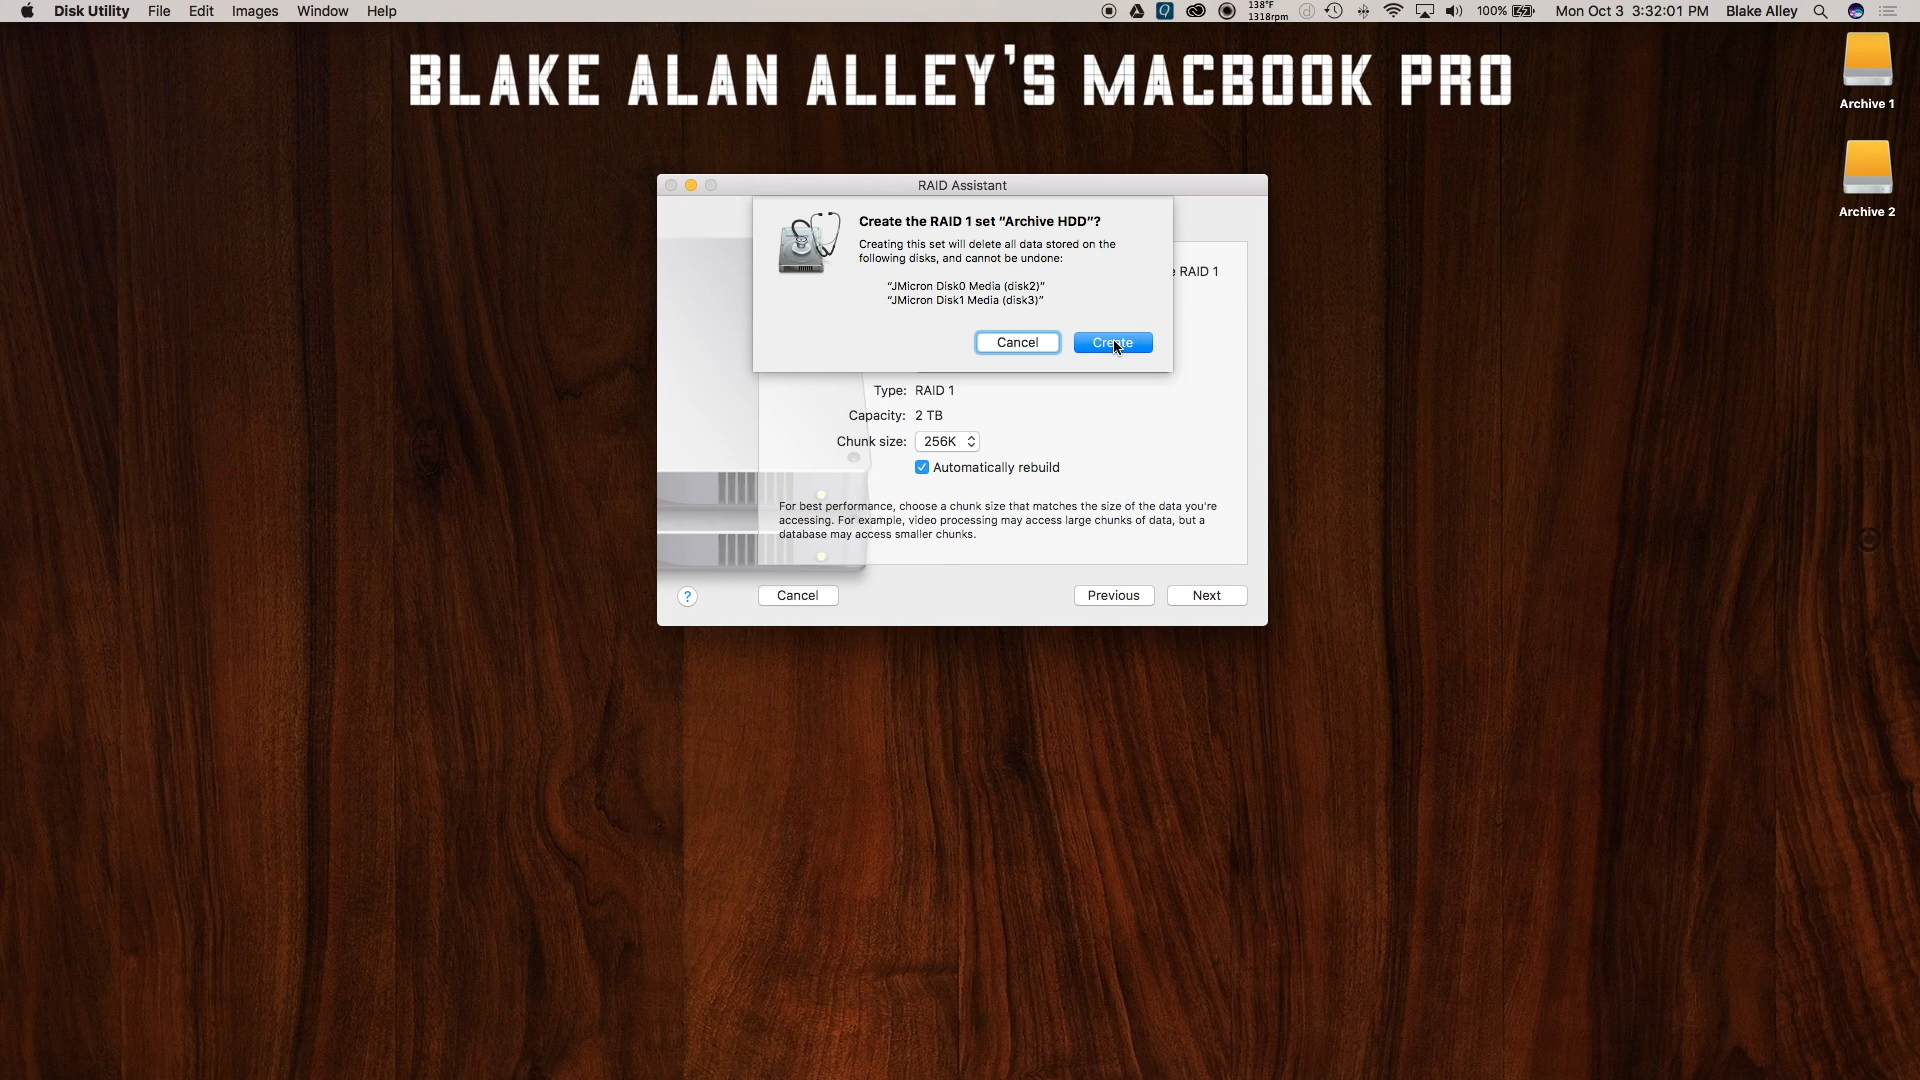 Disk Utility File Edit Images Window Help 138°F 1318rpm 100% Mon Oct 3 3:32:01 PM Blake Alley
BLAKE ALAN ALLEY'S MACBOOK PRO
Archive 1
Archive 2
RAID Assistant
Create the RAID 1 set "Archive HDD"?
Creating this set will delete all data stored on the
following disks, and cannot be undone:
RAID 1
"JMicron Disk0 Media (disk2)"
"JMicron Disk1 Media (disk3)"
Cancel Create
Type: RAID 1
Capacity: 2 TB
Chunk size: 256K
Automatically rebuild
For best performance, choose a chunk size that matches the size of the data you're
accessing. For example, video processing may access large chunks of data, but a
database may access smaller chunks.
? Cancel Previous Next